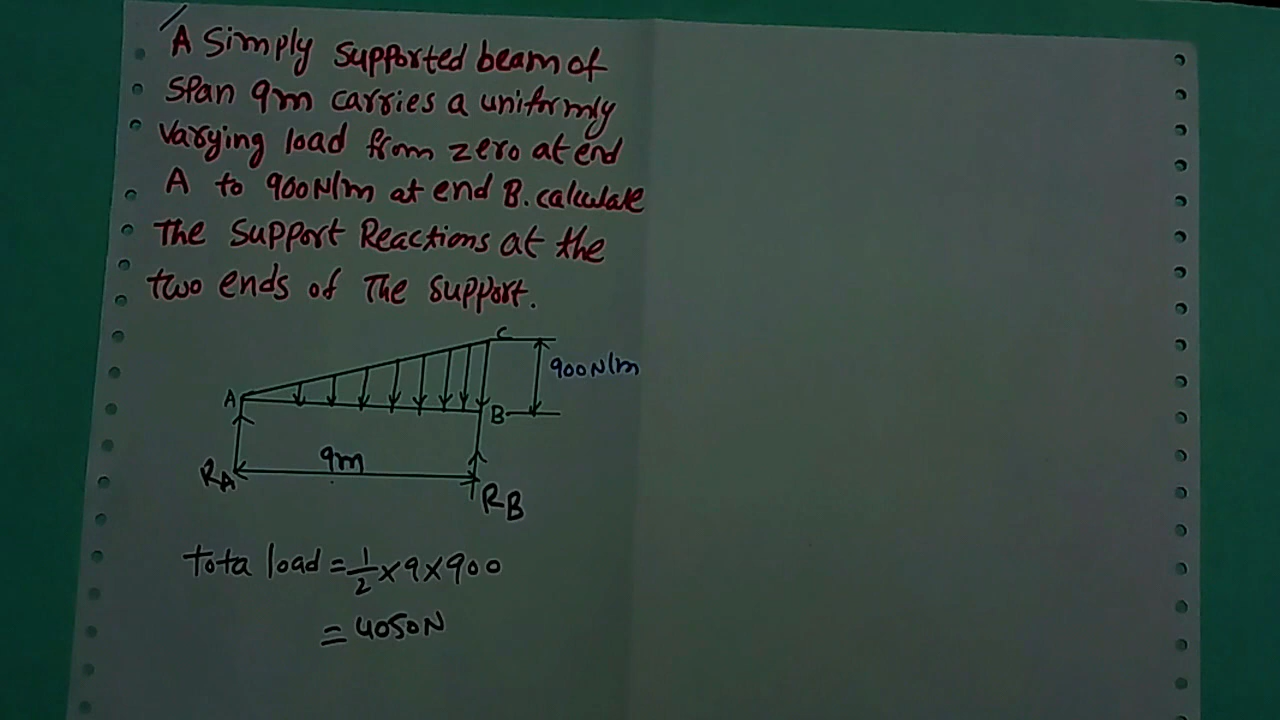 A Simply supported beam of
span 9m carries a uniformly
varying load from zero at end
A to 900N/m at end B. calculate
The Support Reactions at the
two ends of The support.
C
900N/m
A
B
9m
RA
RB
Tota load = 1/2 × 9 × 900
= 4050N